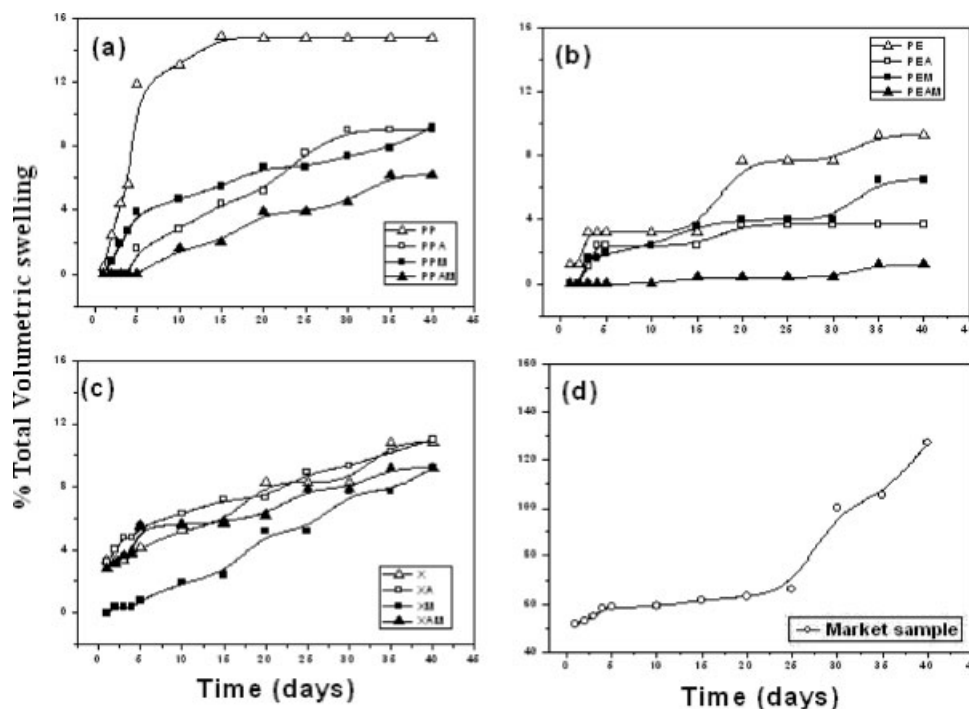 % Total Volumetric swelling
(a)
16
12
8
4
0
PP
PPA
PPM
PPAM
0 5 10 15 20 25 30 35 40 45
(b)
16
12
8
4
0
PE
PEA
PEM
PEAM
0 5 10 15 20 25 30 35 40 45
(c)
16
12
8
4
0
X
XA
XM
XAM
0 5 10 15 20 25 30 35 40 45
Time (days)
(d)
160
140
120
100
80
60
40
Market sample
0 5 10 15 20 25 30 35 40 45
Time (days)